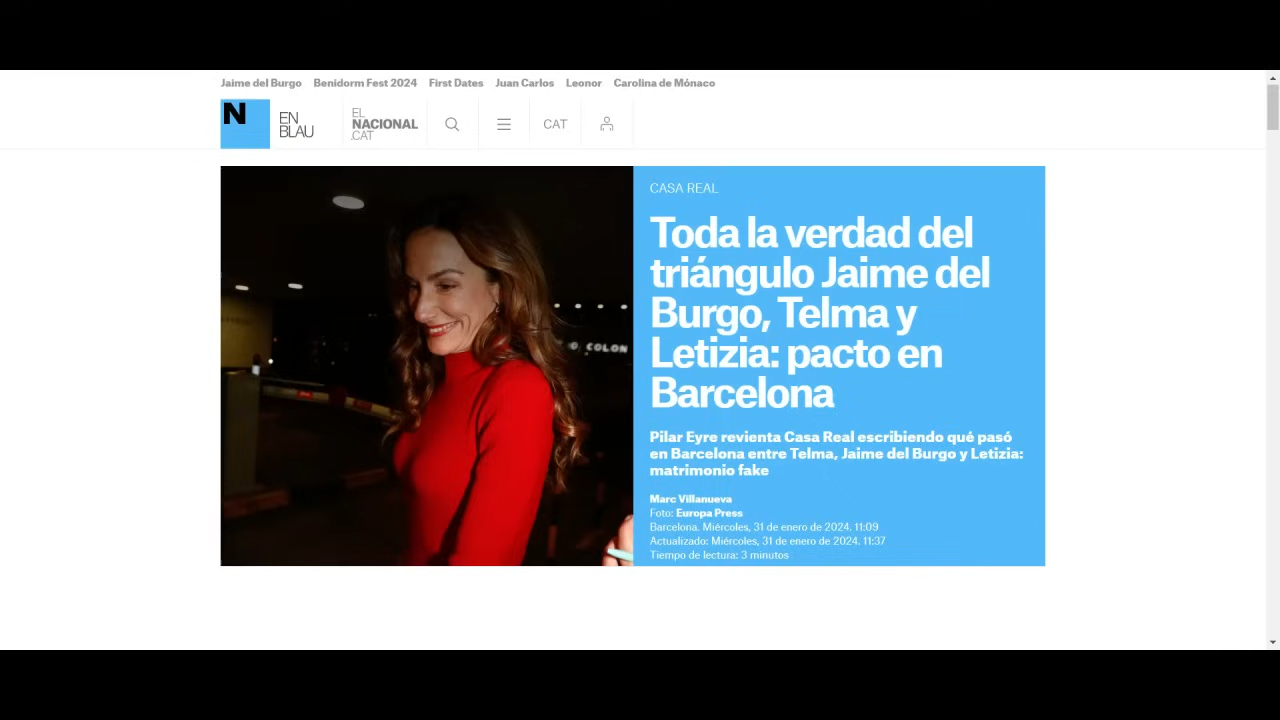 Jaime del Burgo Benidorm Fest 2024 First Dates Juan Carlos Leonor Carolina de Mónaco
N
EN
BLAU
EL
NACIONAL
.CAT
CAT
COLON
CASA REAL
Toda la verdad del
triángulo Jaime del
Burgo, Telma y
Letizia: pacto en
Barcelona
Pilar Eyre revienta Casa Real escribiendo qué pasó
en Barcelona entre Telma, Jaime del Burgo y Letizia:
matrimonio fake
Marc Villanueva
Foto: Europa Press
Barcelona. Miércoles, 31 de enero de 2024. 11:09
Actualizado: Miércoles, 31 de enero de 2024. 11:37
Tiempo de lectura: 3 minutos